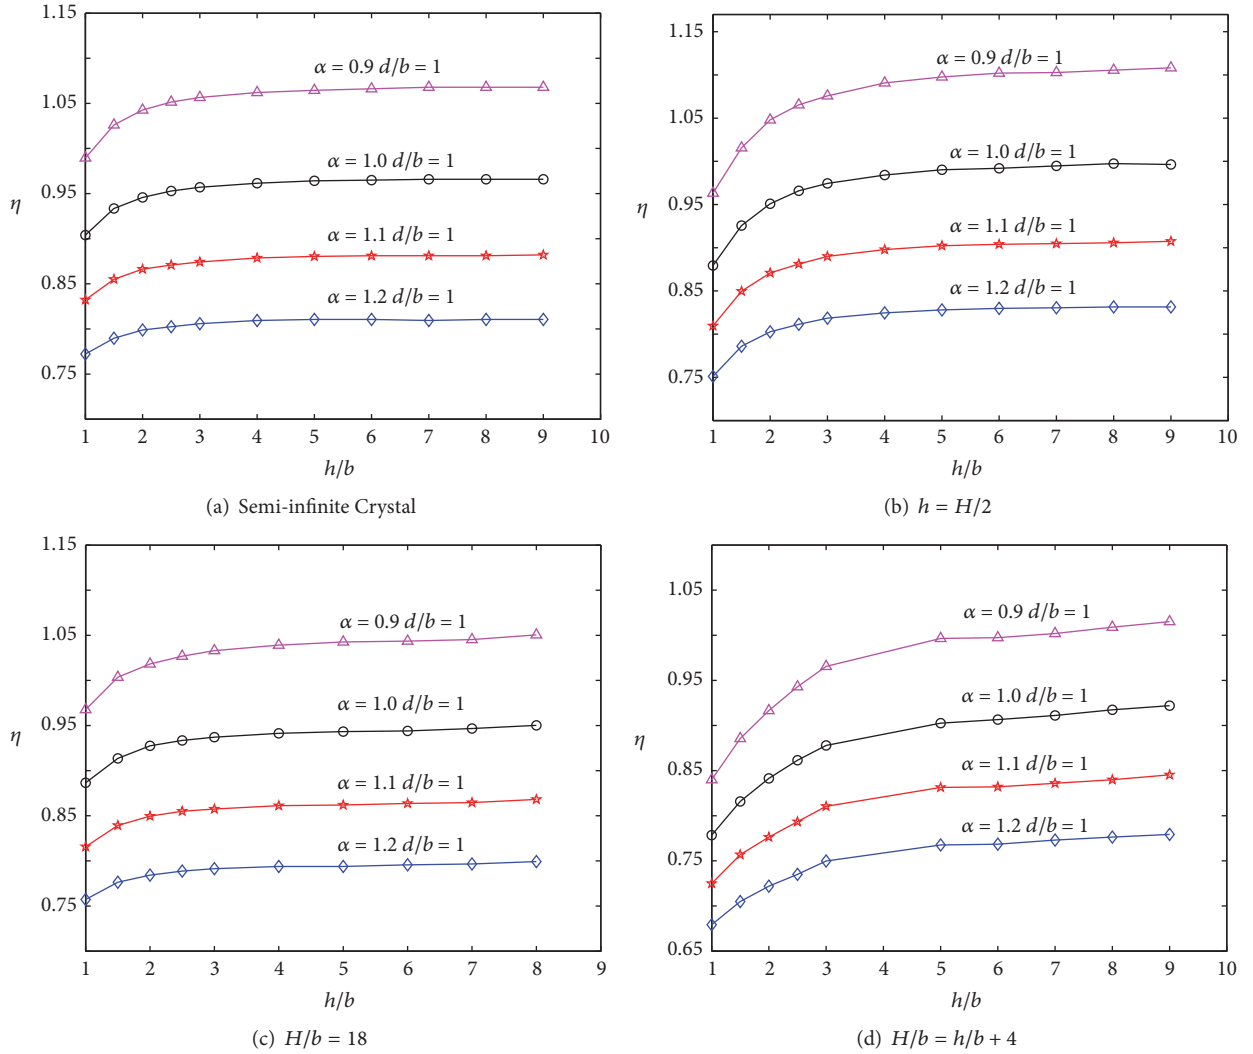 1.15
α = 0.9 d/b = 1
1.05
α = 1.0 d/b = 1
0.95
η
α = 1.1 d/b = 1
0.85
α = 1.2 d/b = 1
0.75
1 2 3 4 5 6 7 8 9 10
h/b
(a) Semi-infinite Crystal
1.15
α = 0.9 d/b = 1
1.05
α = 1.0 d/b = 1
0.95
η
α = 1.1 d/b = 1
0.85
α = 1.2 d/b = 1
0.75
1 2 3 4 5 6 7 8 9 10
h/b
(b) h = H/2
1.15
α = 0.9 d/b = 1
1.05
α = 1.0 d/b = 1
0.95
η
α = 1.1 d/b = 1
0.85
α = 1.2 d/b = 1
0.75
1 2 3 4 5 6 7 8 9
h/b
(c) H/b = 18
1.05
α = 0.9 d/b = 1
0.95
α = 1.0 d/b = 1
η
0.85
α = 1.1 d/b = 1
α = 1.2 d/b = 1
0.75
0.65
1 2 3 4 5 6 7 8 9 10
h/b
(d) H/b = h/b + 4